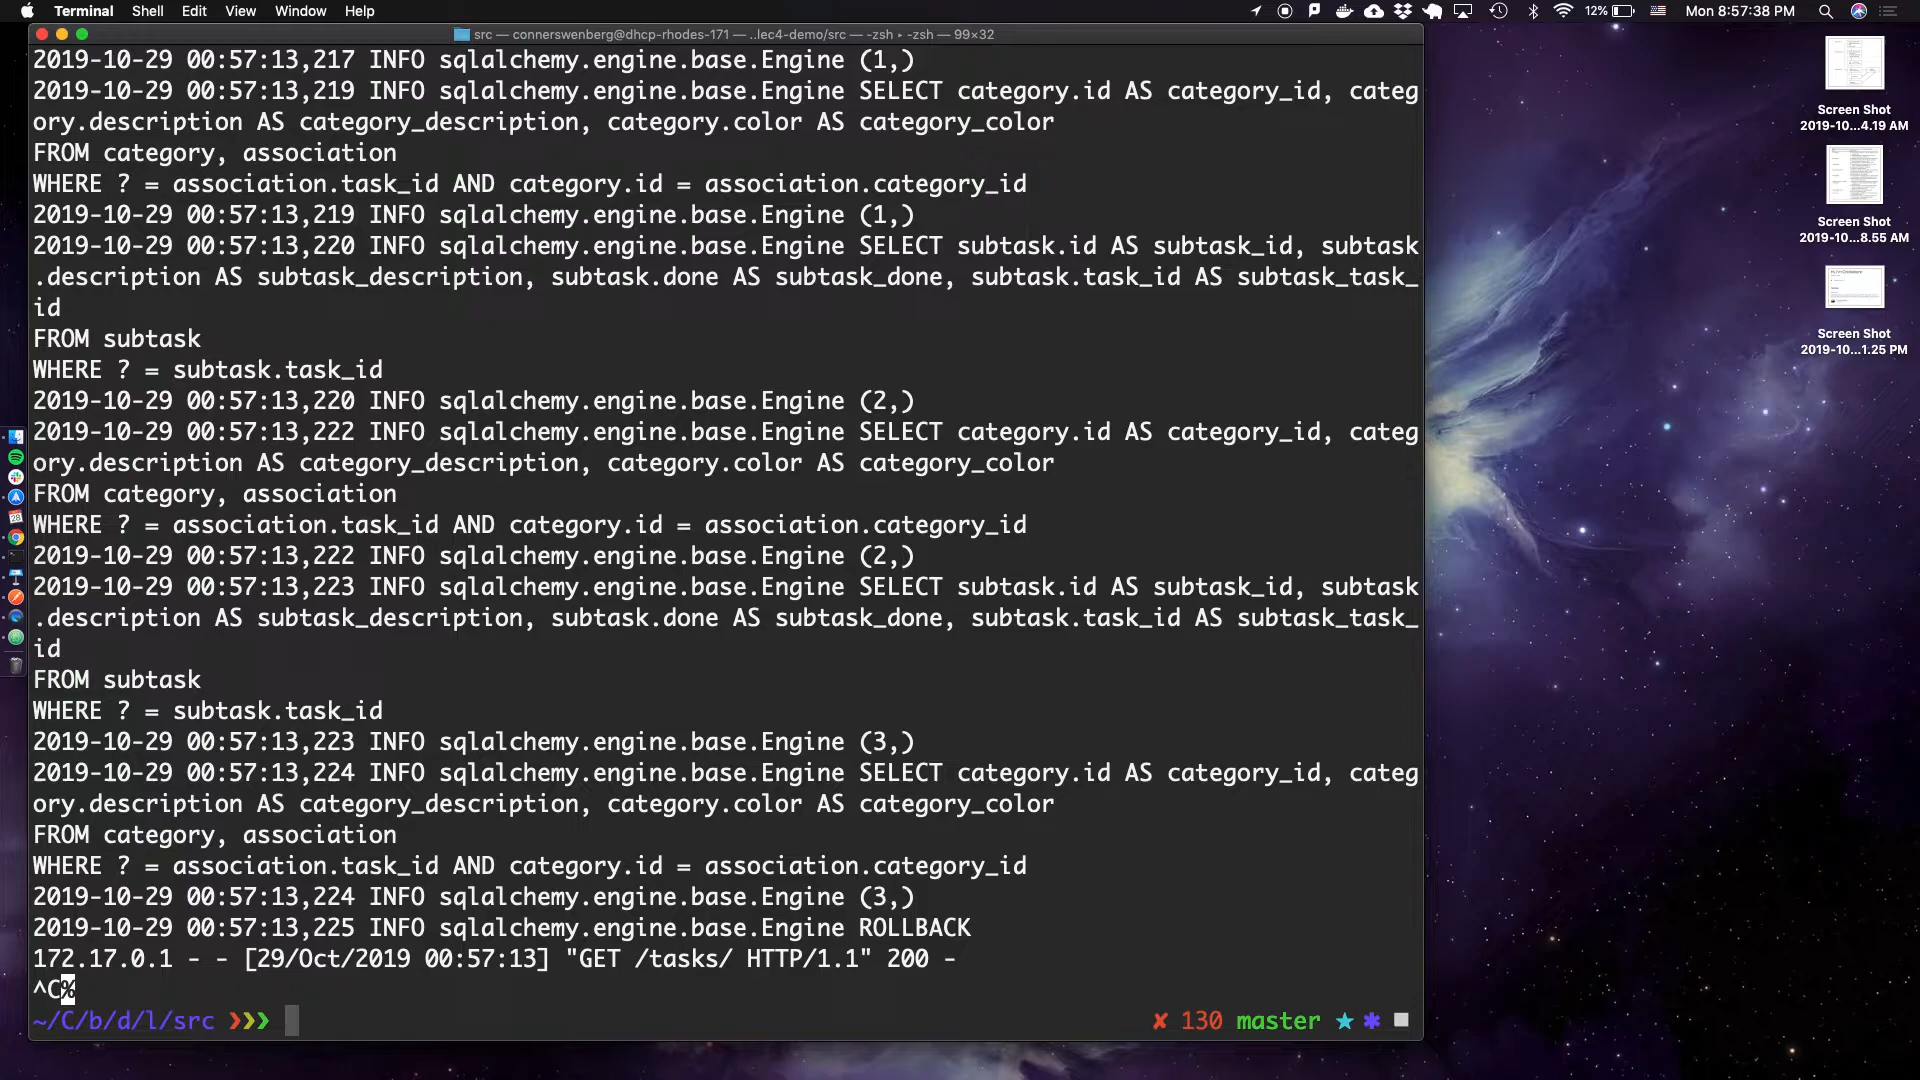 Terminal Shell Edit View Window Help 12% Mon 8:57:38 PM
src — connerswenberg@dhcp-rhodes-171 — ..lec4-demo/src — -zsh ▸ -zsh — 99×32
2019-10-29 00:57:13,217 INFO sqlalchemy.engine.base.Engine (1,)
2019-10-29 00:57:13,219 INFO sqlalchemy.engine.base.Engine SELECT category.id AS category_id, categ
ory.description AS category_description, category.color AS category_color
FROM category, association
WHERE ? = association.task_id AND category.id = association.category_id
2019-10-29 00:57:13,219 INFO sqlalchemy.engine.base.Engine (1,)
2019-10-29 00:57:13,220 INFO sqlalchemy.engine.base.Engine SELECT subtask.id AS subtask_id, subtask
.description AS subtask_description, subtask.done AS subtask_done, subtask.task_id AS subtask_task_
id
FROM subtask
WHERE ? = subtask.task_id
2019-10-29 00:57:13,220 INFO sqlalchemy.engine.base.Engine (2,)
2019-10-29 00:57:13,222 INFO sqlalchemy.engine.base.Engine SELECT category.id AS category_id, categ
ory.description AS category_description, category.color AS category_color
FROM category, association
WHERE ? = association.task_id AND category.id = association.category_id
2019-10-29 00:57:13,222 INFO sqlalchemy.engine.base.Engine (2,)
2019-10-29 00:57:13,223 INFO sqlalchemy.engine.base.Engine SELECT subtask.id AS subtask_id, subtask
.description AS subtask_description, subtask.done AS subtask_done, subtask.task_id AS subtask_task_
id
FROM subtask
WHERE ? = subtask.task_id
2019-10-29 00:57:13,223 INFO sqlalchemy.engine.base.Engine (3,)
2019-10-29 00:57:13,224 INFO sqlalchemy.engine.base.Engine SELECT category.id AS category_id, categ
ory.description AS category_description, category.color AS category_color
FROM category, association
WHERE ? = association.task_id AND category.id = association.category_id
2019-10-29 00:57:13,224 INFO sqlalchemy.engine.base.Engine (3,)
2019-10-29 00:57:13,225 INFO sqlalchemy.engine.base.Engine ROLLBACK
172.17.0.1 - - [29/Oct/2019 00:57:13] "GET /tasks/ HTTP/1.1" 200 -
^C%
~/C/b/d/l/src ❯❯❯ ✘ 130 master ★ ✱ ◼
Screen Shot
2019-10...4.19 AM
Screen Shot
2019-10...8.55 AM
Screen Shot
2019-10...1.25 PM